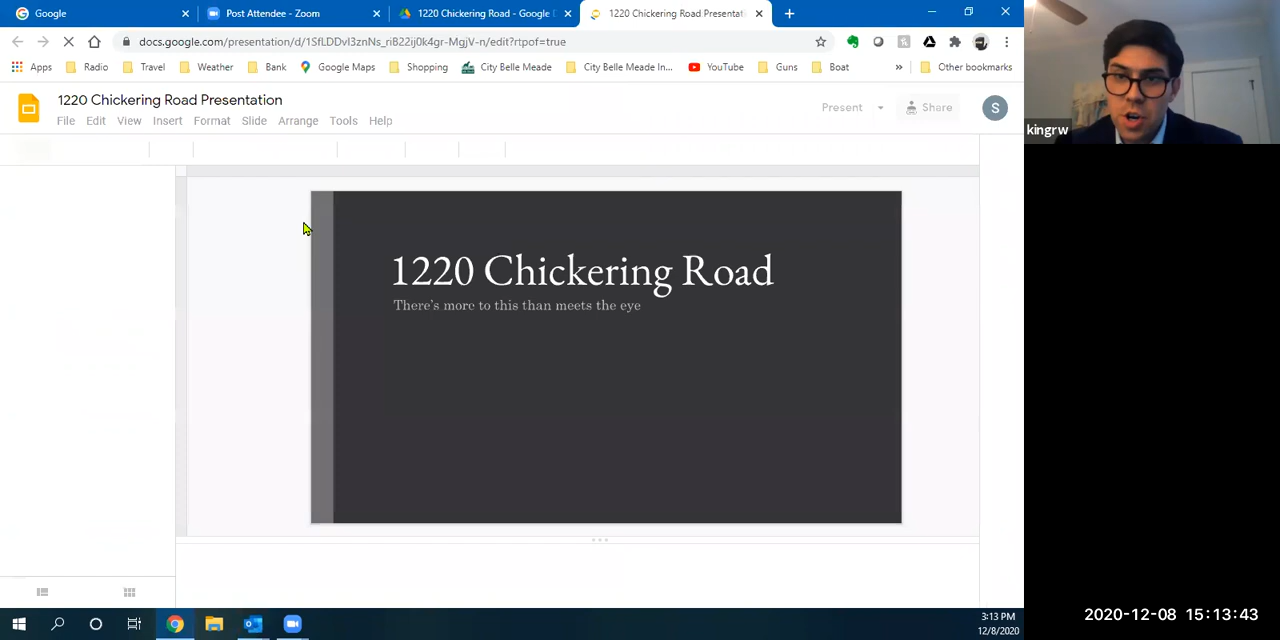 Google
Post Attendee - Zoom
1220 Chickering Road - Google D
1220 Chickering Road Presentati
docs.google.com/presentation/d/
/edit?rtpof=true
Apps
Radio
Travel
Weather
Bank
Google Maps
Shopping
City Belle Meade
City Belle Meade In...
YouTube
Guns
Boat
»
Other bookmarks
1220 Chickering Road Presentation
File Edit View Insert Format Slide Arrange Tools Help
Present
Share
S
kingrw
1220 Chickering Road
There's more to this than meets the eye
3:13 PM
12/8/2020
2020-12-08 15:13:43